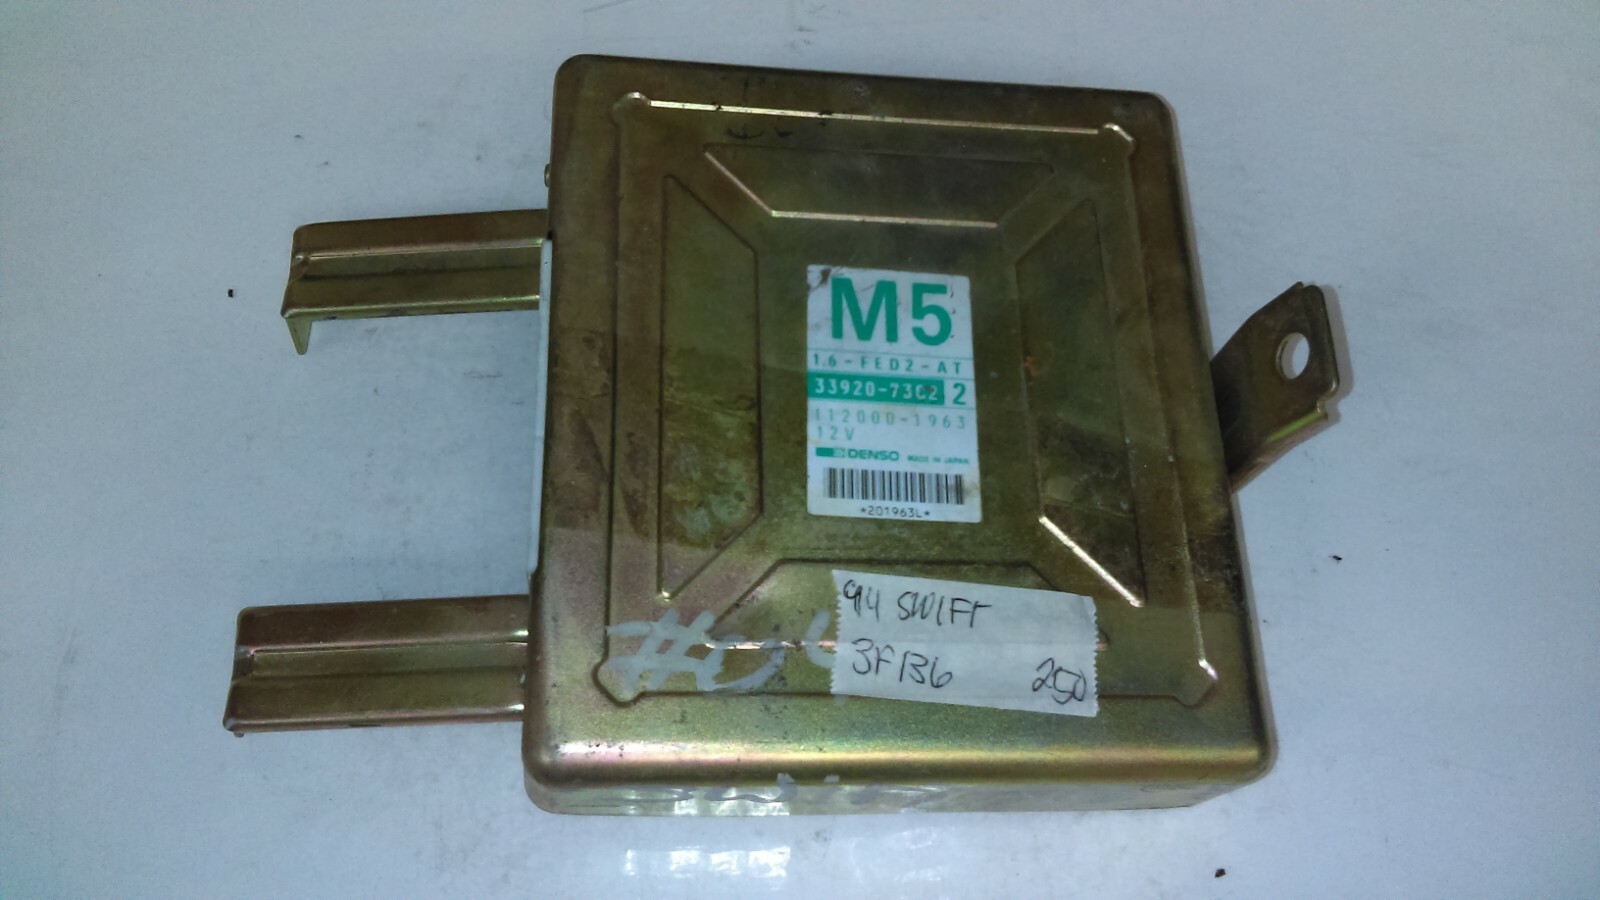 M5
1.6-FED2-AT
33920-73C2 2
112000-1963
12V
DENSO MADE IN JAPAN
*201963L*
94 SWIFT
3F136 250